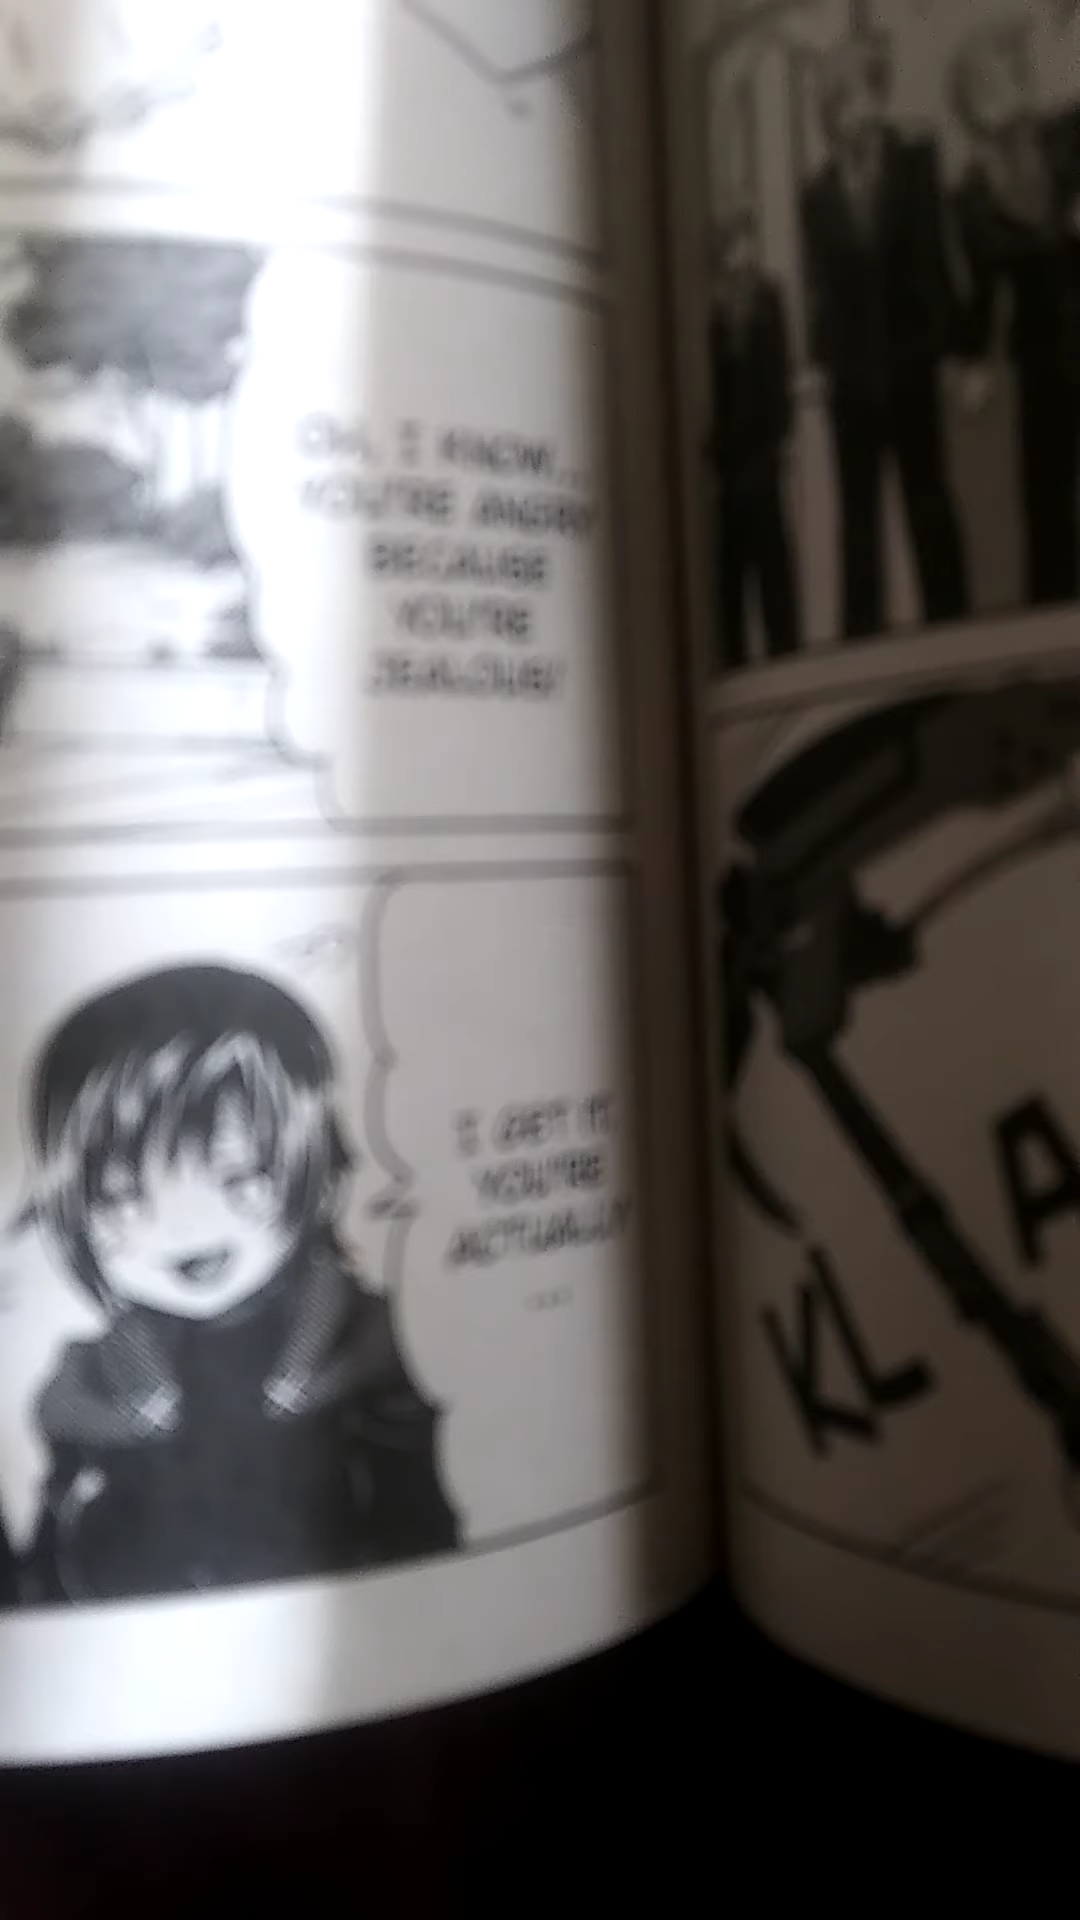 OH, I KNOW...
YOU'RE ANGRY
BECAUSE
YOU'RE
JEALOUS!
I GET IT.
YOU'RE
ACTUALLY
...
KL
A